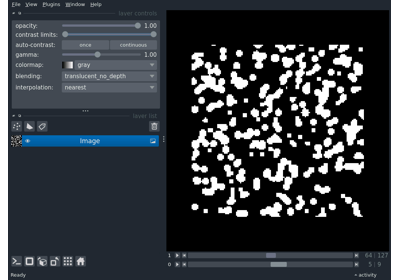 File View Plugins Window Help
layer controls
opacity: 1.00
contrast limits:
auto-contrast: once continuous
gamma: 1.00
colormap: gray
blending: translucent_no_depth
interpolation: nearest
layer list
Image
1 64 127
0 5 9
Ready activity